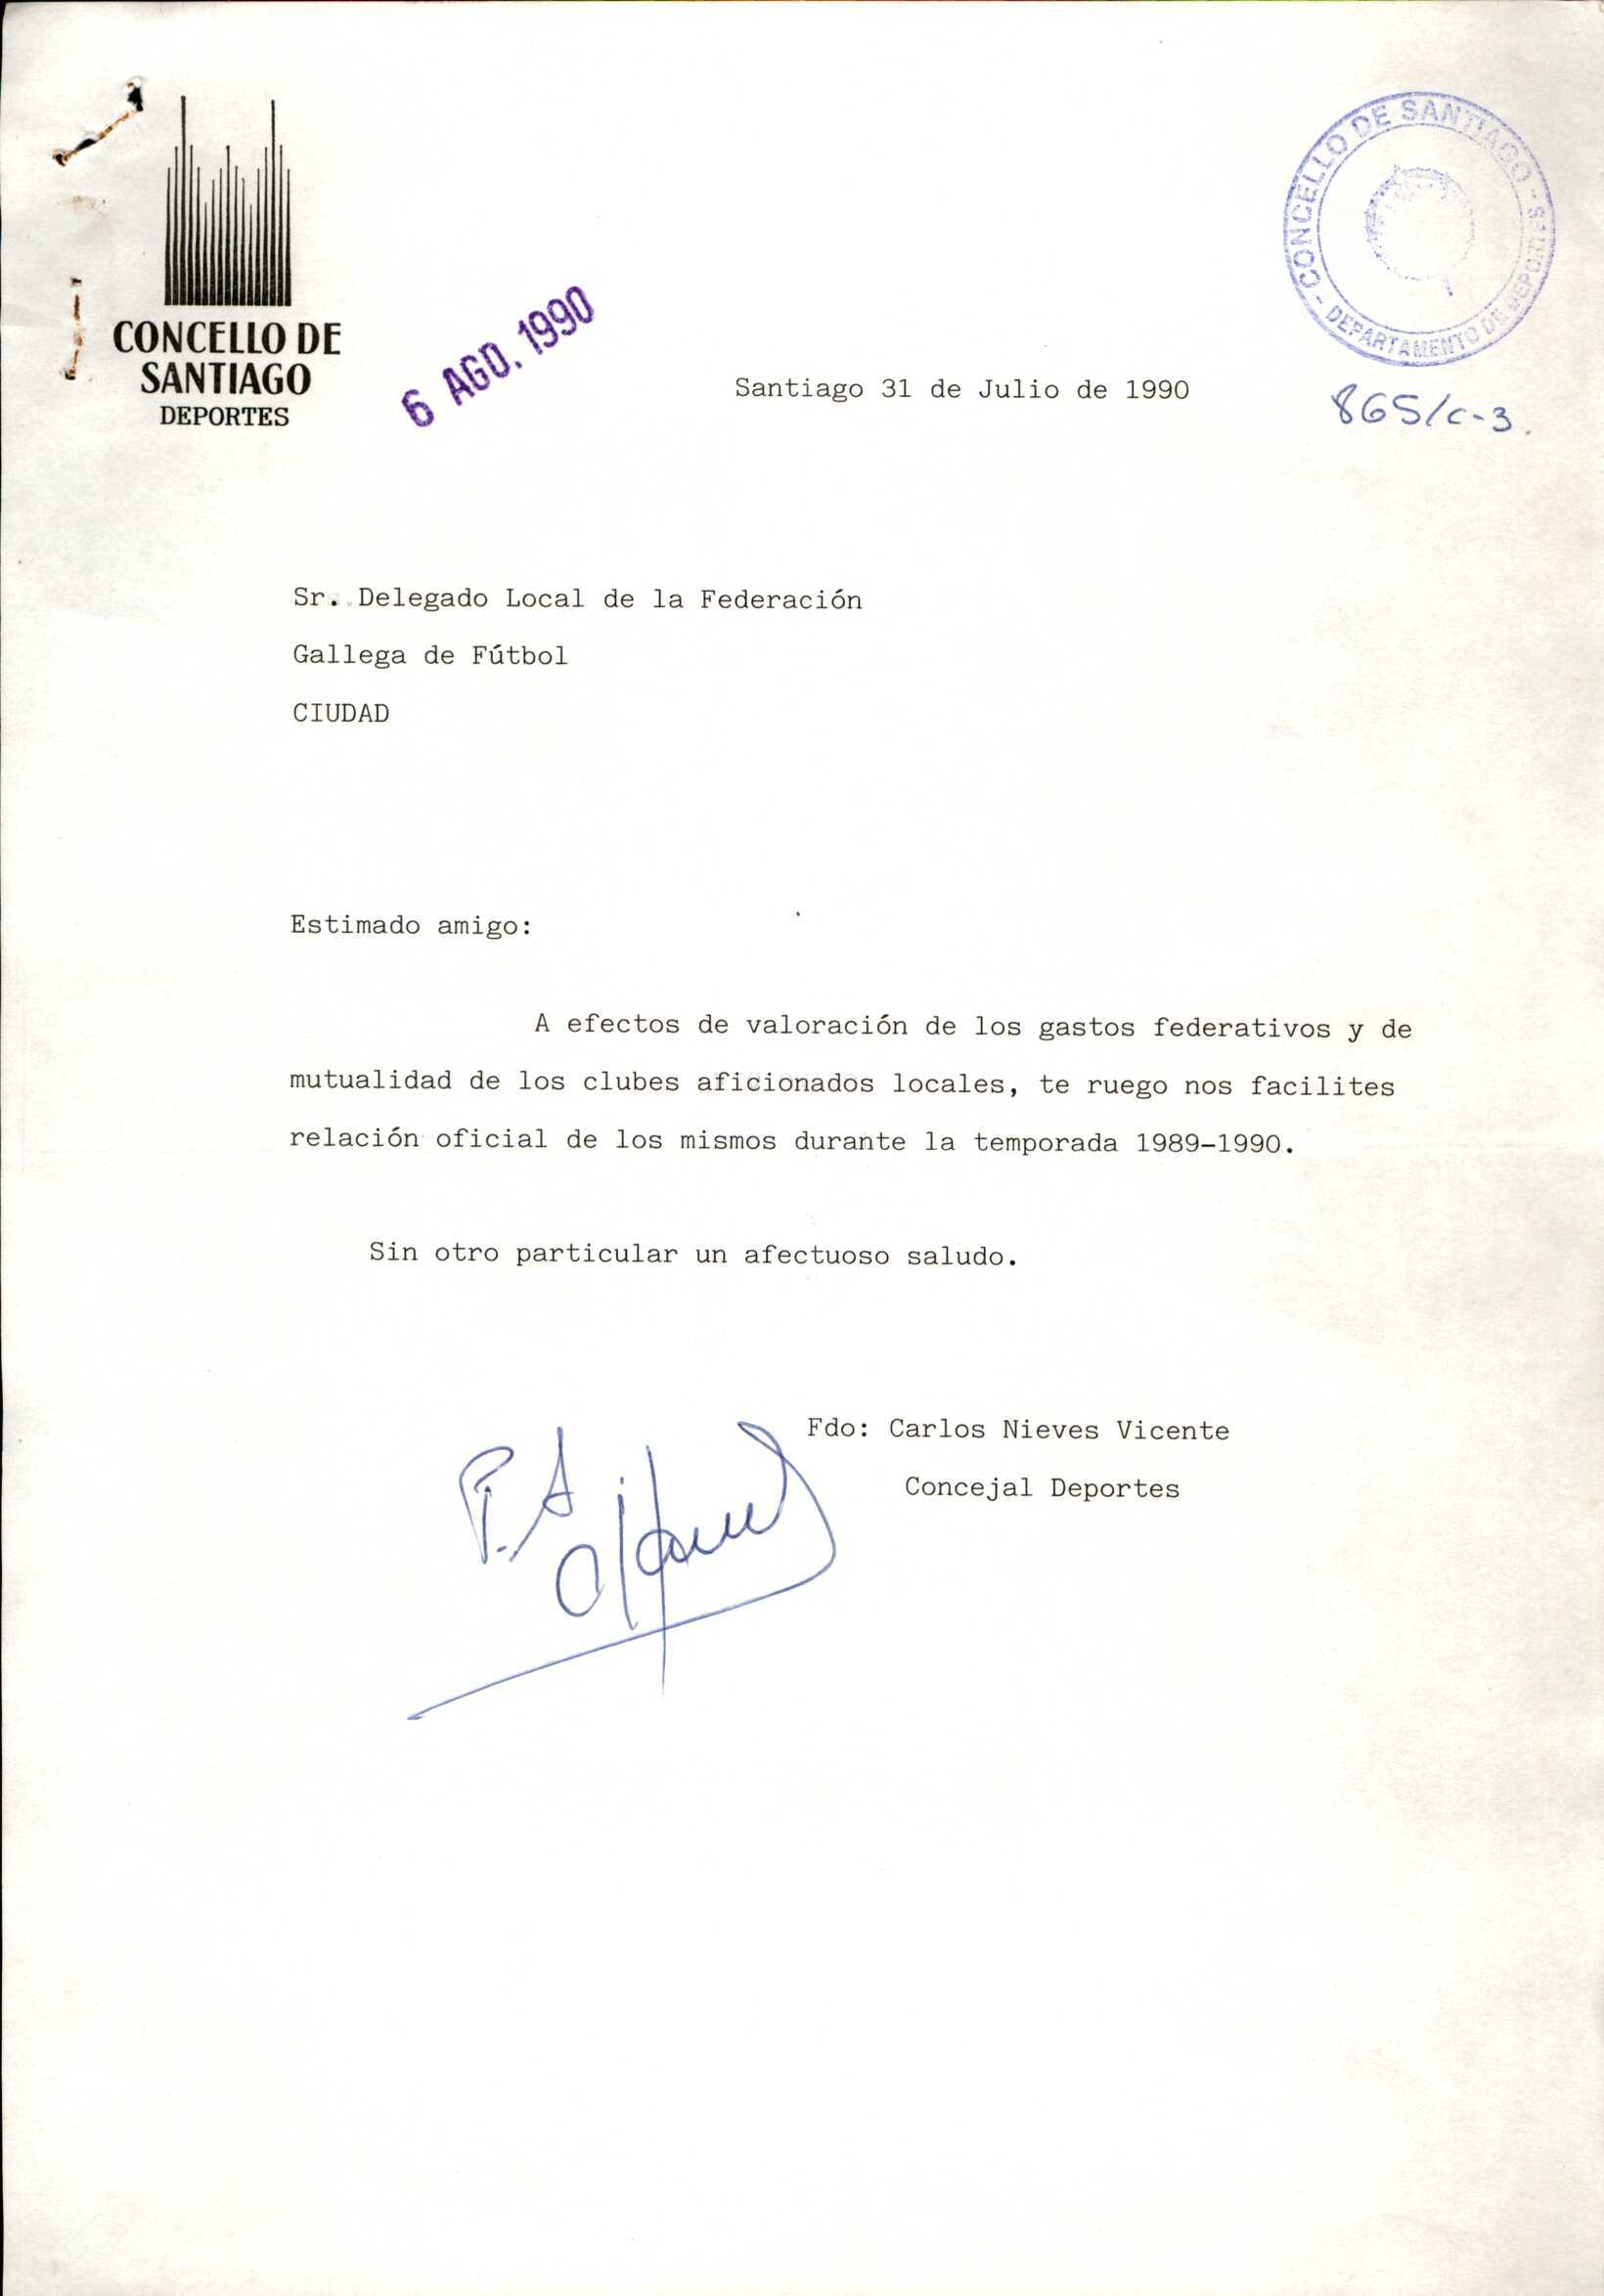 CONCELLO DE
SANTIAGO
DEPORTES
6 AGO. 1990
- CONCELLO DE SANTIAGO -
DEPARTAMENTO DE DEPORTES
Santiago 31 de Julio de 1990
865/c-3.
Sr. Delegado Local de la Federación
Gallega de Fútbol
CIUDAD
Estimado amigo:
A efectos de valoración de los gastos federativos y de
mutualidad de los clubes aficionados locales, te ruego nos facilites
relación oficial de los mismos durante la temporada 1989-1990.
Sin otro particular un afectuoso saludo.
Fdo: Carlos Nieves Vicente
Concejal Deportes
P.A